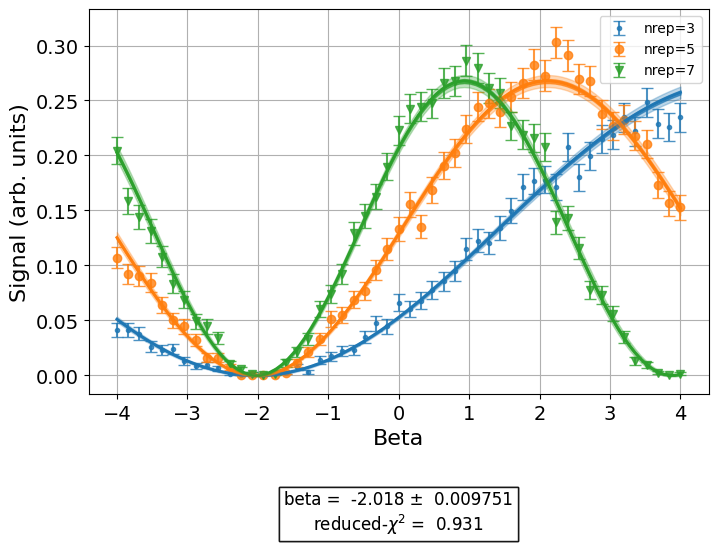 Signal (arb. units)
0.30
0.25
0.20
0.15
0.10
0.05
0.00
nrep=3
nrep=5
nrep=7
−4 −3 −2 −1 0 1 2 3 4
Beta
beta =  -2.018 ±  0.009751
reduced-χ² =  0.931